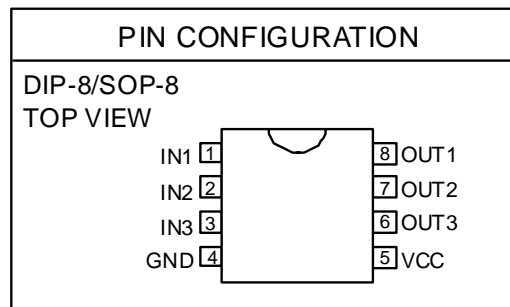 PIN CONFIGURATION
DIP-8/SOP-8
TOP VIEW
IN1 1 8 OUT1
IN2 2 7 OUT2
IN3 3 6 OUT3
GND 4 5 VCC